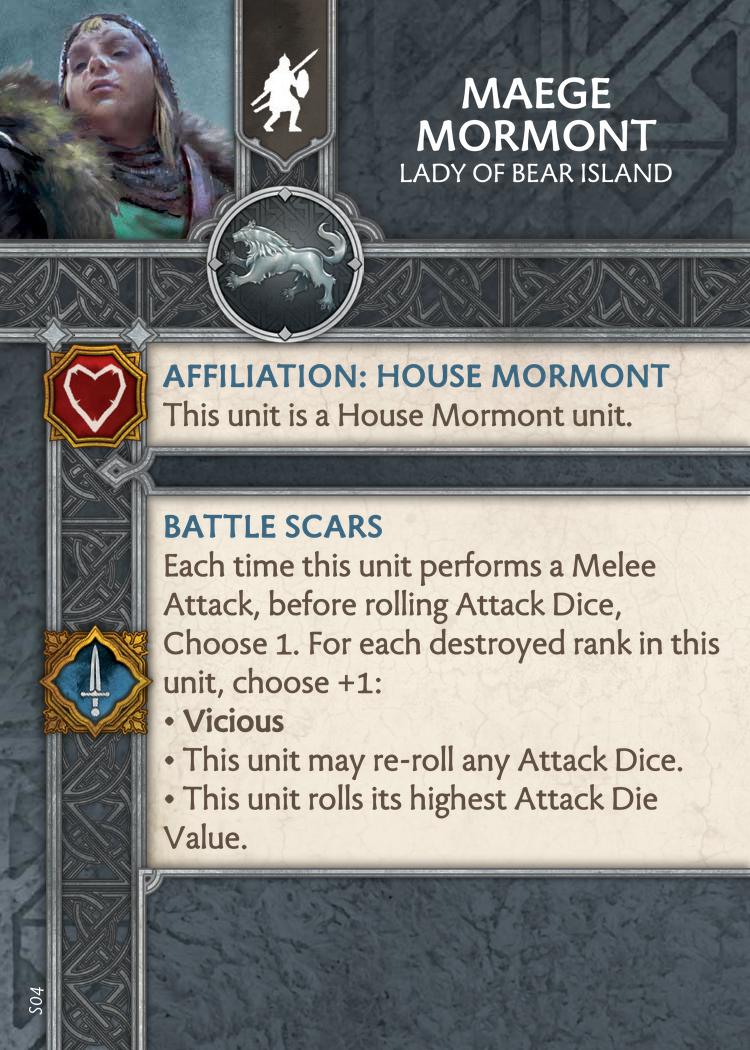 MAEGE
MORMONT
LADY OF BEAR ISLAND
AFFILIATION: HOUSE MORMONT
This unit is a House Mormont unit.
BATTLE SCARS
Each time this unit performs a Melee
Attack, before rolling Attack Dice,
Choose 1. For each destroyed rank in this
unit, choose +1:
• Vicious
• This unit may re-roll any Attack Dice.
• This unit rolls its highest Attack Die
Value.
S04